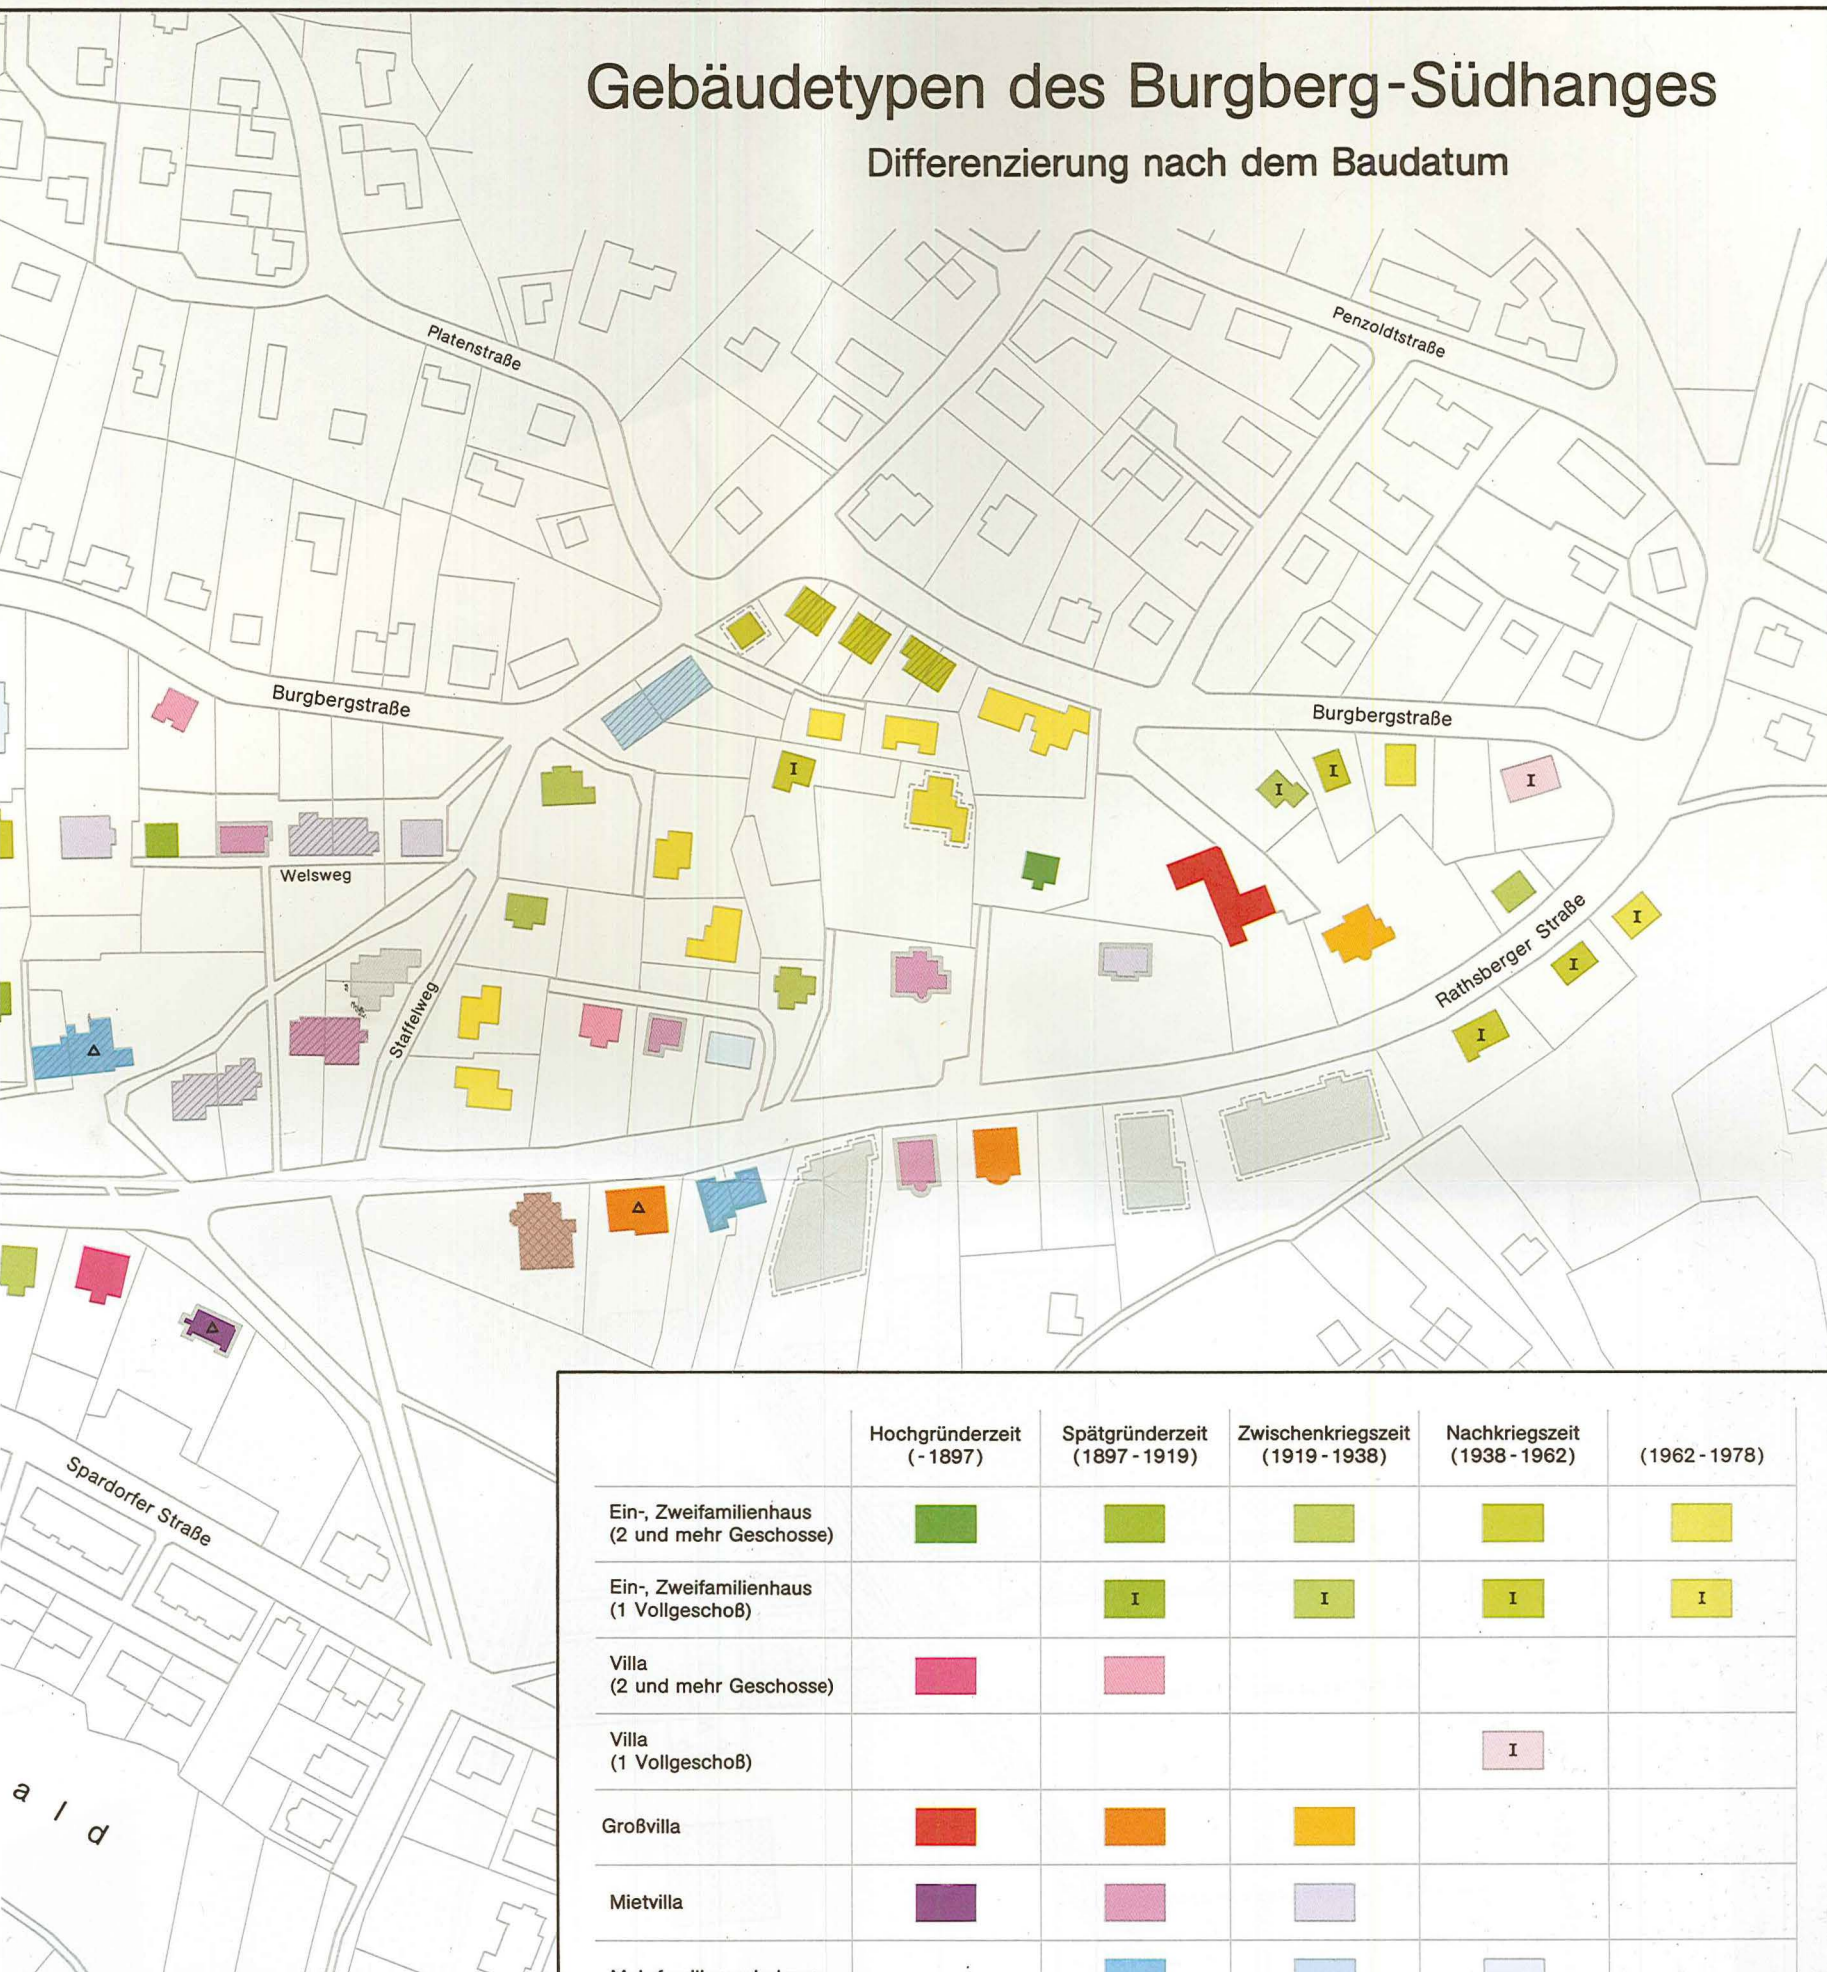 Gebäudetypen des Burgberg-Südhanges
Differenzierung nach dem Baudatum
Platenstraße
Penzoldtstraße
Burgbergstraße
Burgbergstraße
I
I
I
I
Welsweg
Staffelweg
Rathsberger Straße
I
I
I
Spardorfer Straße
a l d
Hochgründerzeit
(-1897)
Spätgründerzeit
(1897-1919)
Zwischenkriegszeit
(1919-1938)
Nachkriegszeit
(1938-1962)
(1962-1978)
Ein-, Zweifamilienhaus
(2 und mehr Geschosse)
Ein-, Zweifamilienhaus
(1 Vollgeschoß)
I
I
I
I
Villa
(2 und mehr Geschosse)
Villa
(1 Vollgeschoß)
I
Großvilla
Mietvilla